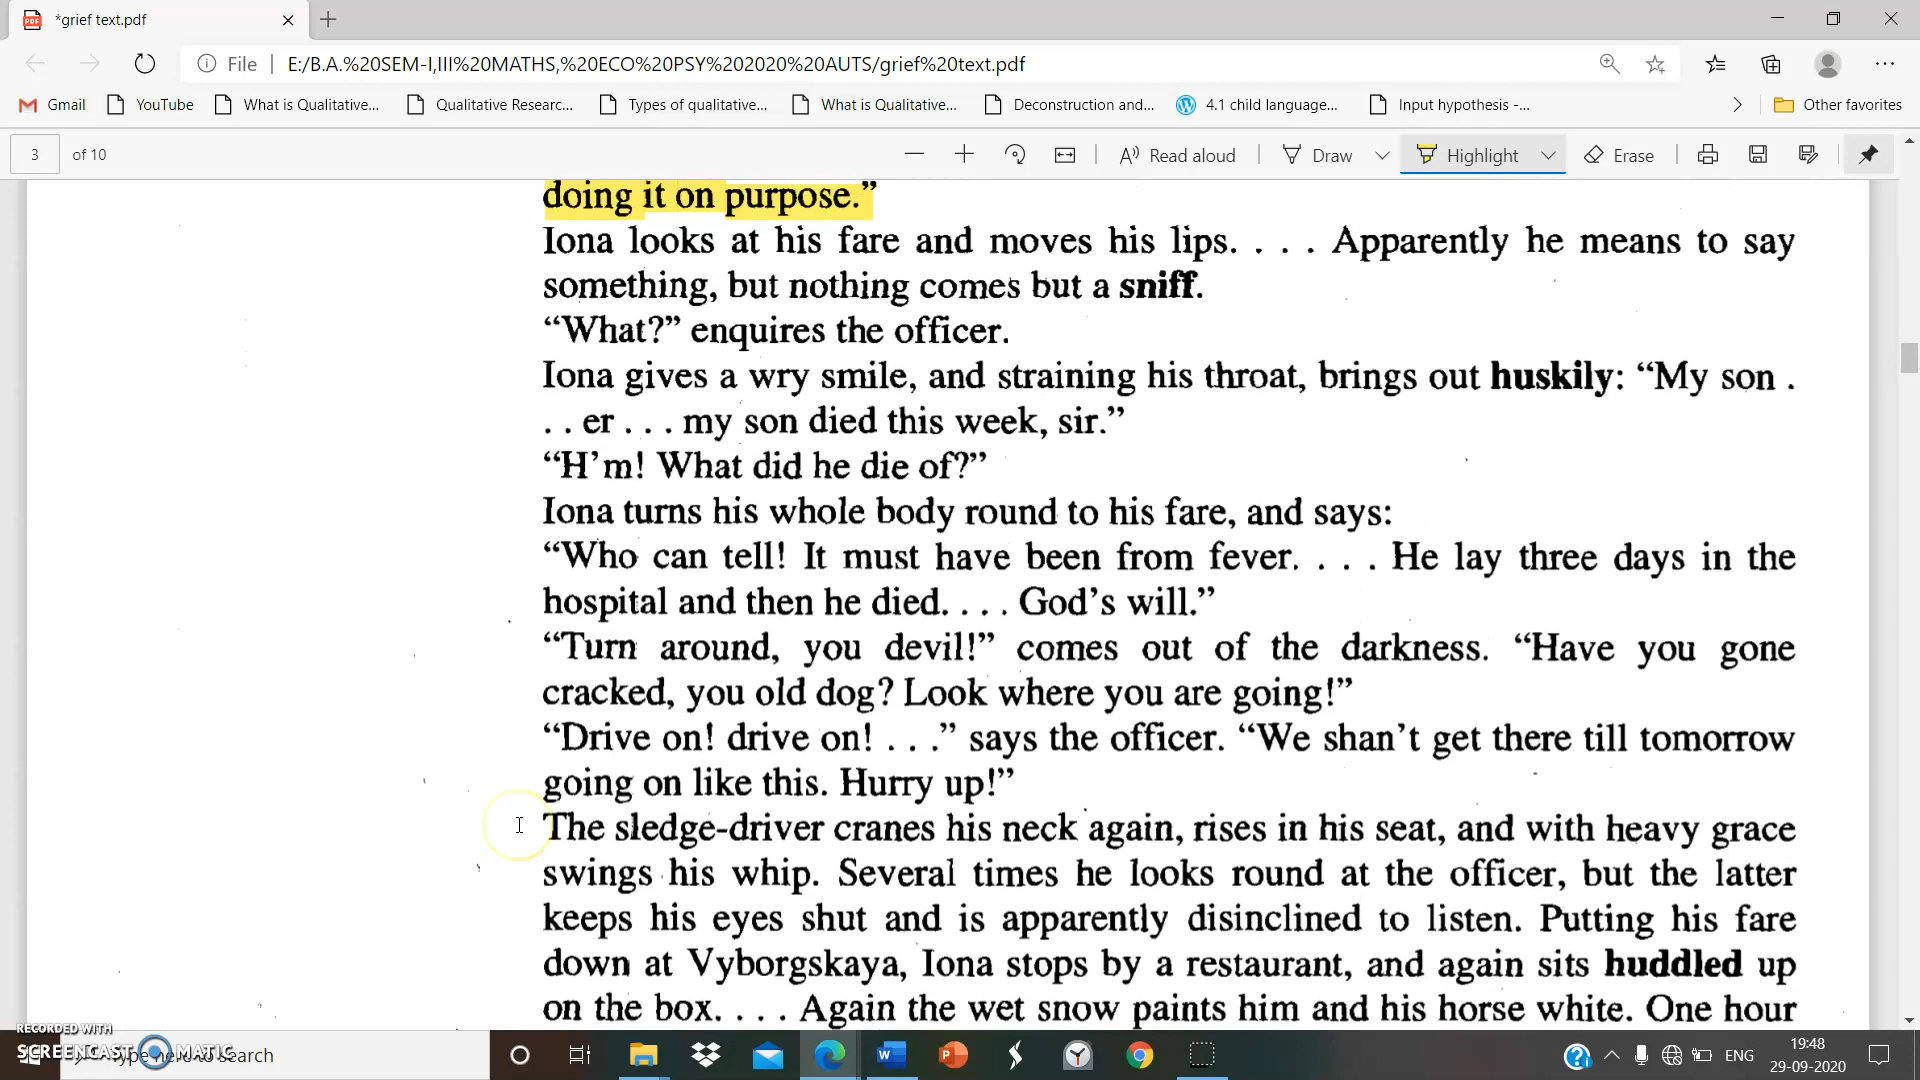 *grief text.pdf
File | E:/B.A.%20SEM-I,III%20MATHS,%20ECO%20PSY%202020%20AUTS/grief%20text.pdf
Gmail YouTube What is Qualitative... Qualitative Researc... Types of qualitative... What is Qualitative... Deconstruction and... 4.1 child language... Input hypothesis -... Other favorites
3 of 10 Read aloud Draw Highlight Erase
doing it on purpose.”
Iona looks at his fare and moves his lips. . . . Apparently he means to say
something, but nothing comes but a sniff.
“What?” enquires the officer.
Iona gives a wry smile, and straining his throat, brings out huskily: “My son .
. . er . . . my son died this week, sir.”
“H’m! What did he die of?”
Iona turns his whole body round to his fare, and says:
“Who can tell! It must have been from fever. . . . He lay three days in the
hospital and then he died. . . . God’s will.”
“Turn around, you devil!” comes out of the darkness. “Have you gone
cracked, you old dog? Look where you are going!”
“Drive on! drive on! . . .” says the officer. “We shan’t get there till tomorrow
going on like this. Hurry up!”
The sledge-driver cranes his neck again, rises in his seat, and with heavy grace
swings his whip. Several times he looks round at the officer, but the latter
keeps his eyes shut and is apparently disinclined to listen. Putting his fare
down at Vyborgskaya, Iona stops by a restaurant, and again sits huddled up
on the box. . . . Again the wet snow paints him and his horse white. One hour
RECORDED WITH
SCREENCAST MATIC
Type here to search
ENG
19:48
29-09-2020